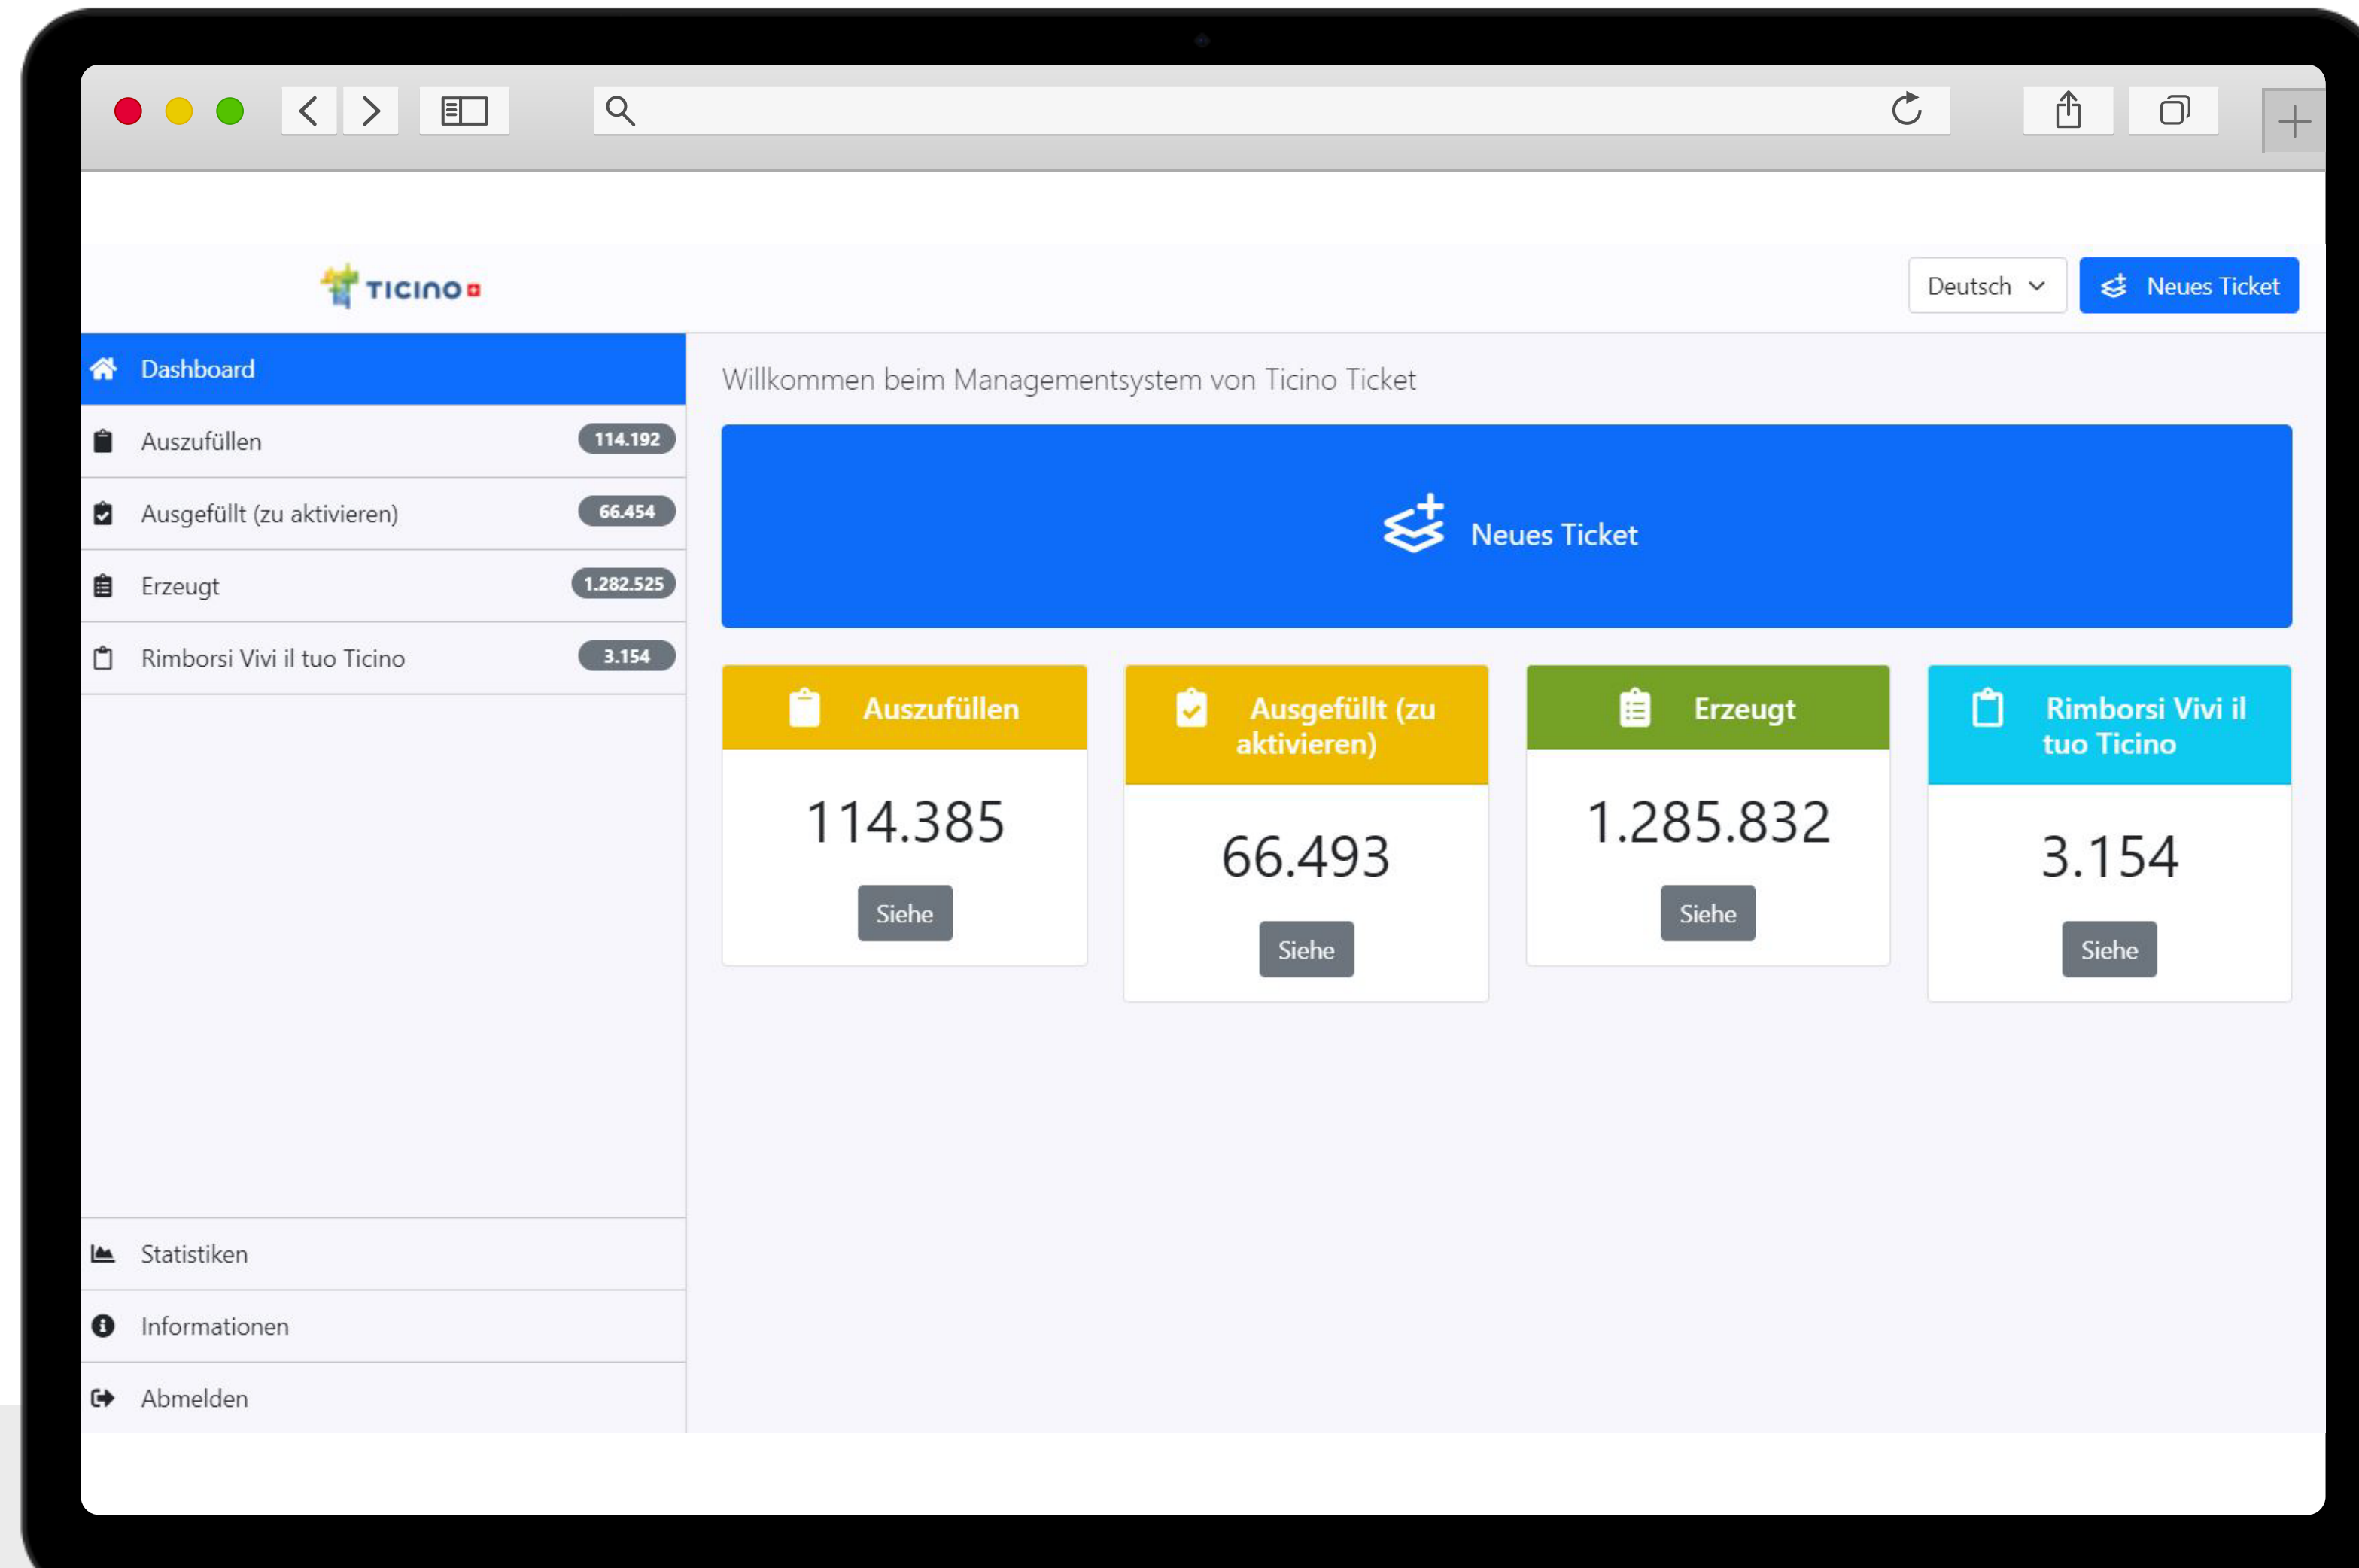 TICINO
Deutsch
Neues Ticket
Dashboard
Auszufüllen 114.192
Ausgefüllt (zu aktivieren) 66.454
Erzeugt 1.282.525
Rimborsi Vivi il tuo Ticino 3.154
Statistiken
Informationen
Abmelden
Willkommen beim Managementsystem von Ticino Ticket
Neues Ticket
Auszufüllen
114.385
Siehe
Ausgefüllt (zu
aktivieren)
66.493
Siehe
Erzeugt
1.285.832
Siehe
Rimborsi Vivi il
tuo Ticino
3.154
Siehe